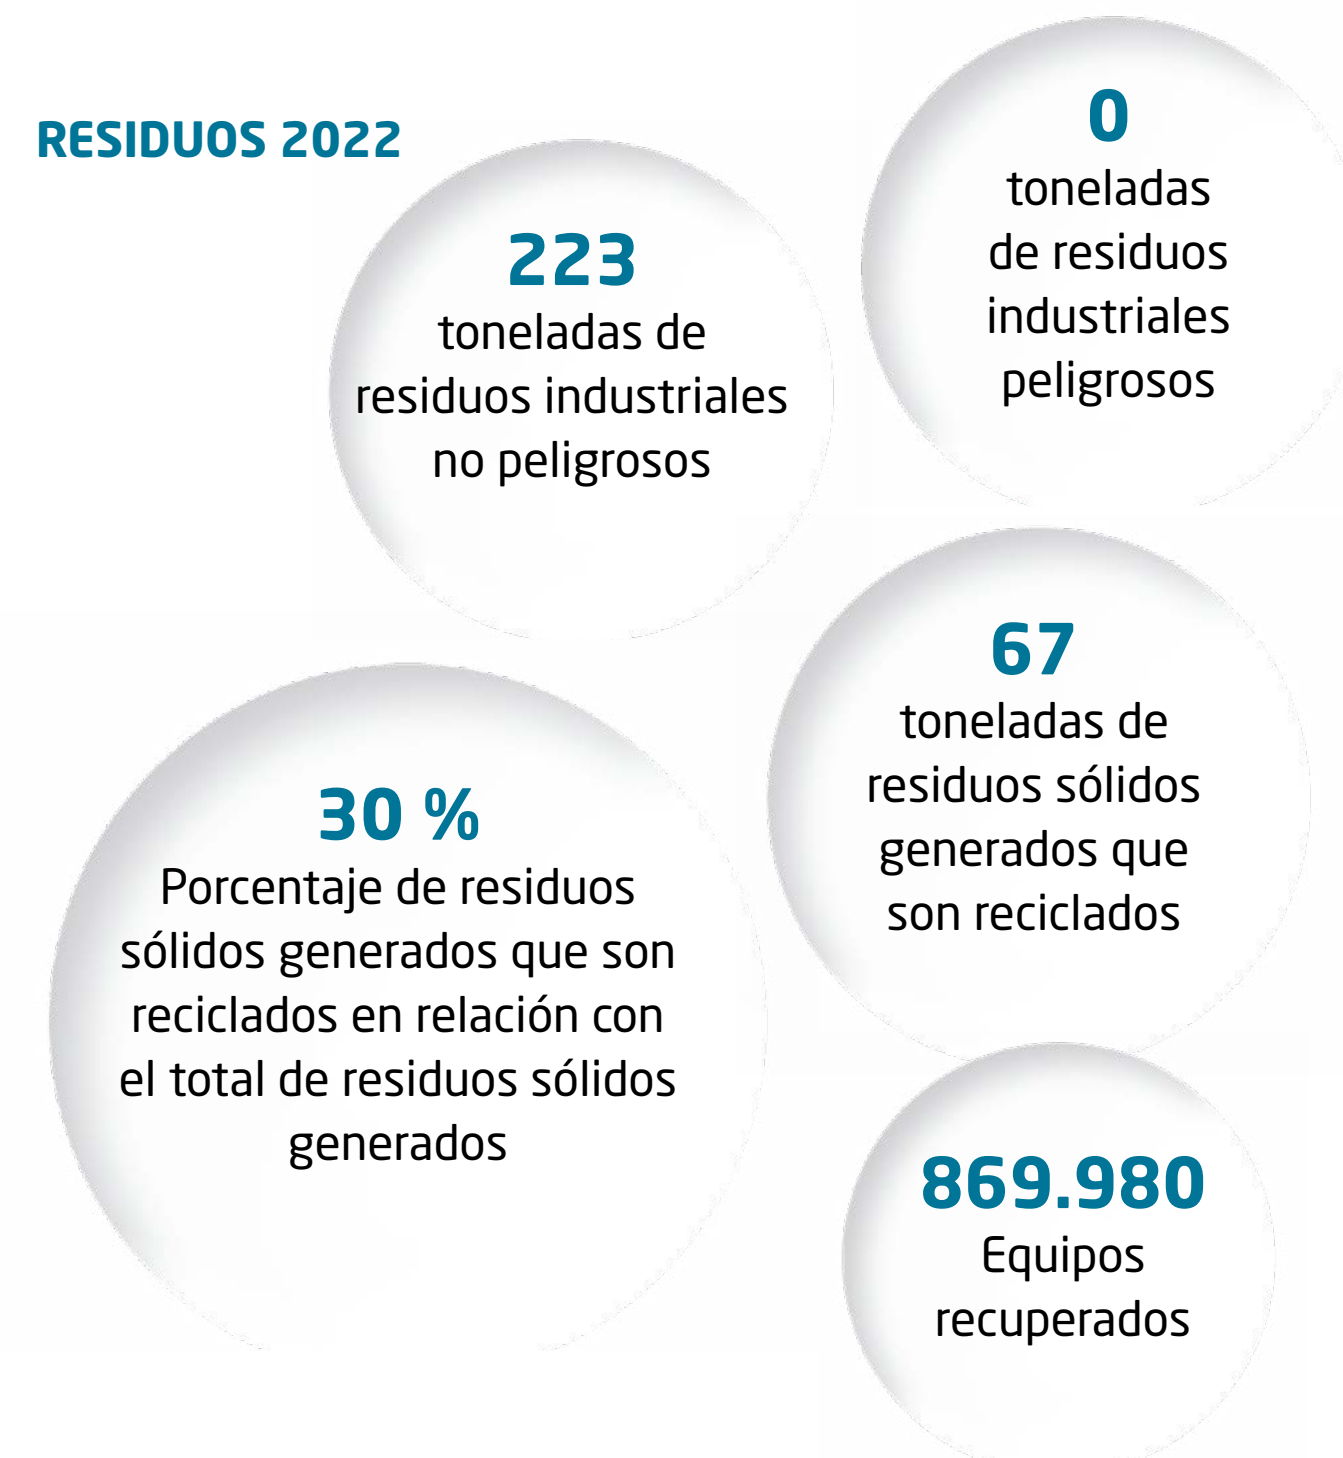 RESIDUOS 2022
223
toneladas de
residuos industriales
no peligrosos
0
toneladas
de residuos
industriales
peligrosos
67
toneladas de
residuos sólidos
generados que
son reciclados
30 %
Porcentaje de residuos
sólidos generados que son
reciclados en relación con
el total de residuos sólidos
generados
869.980
Equipos
recuperados